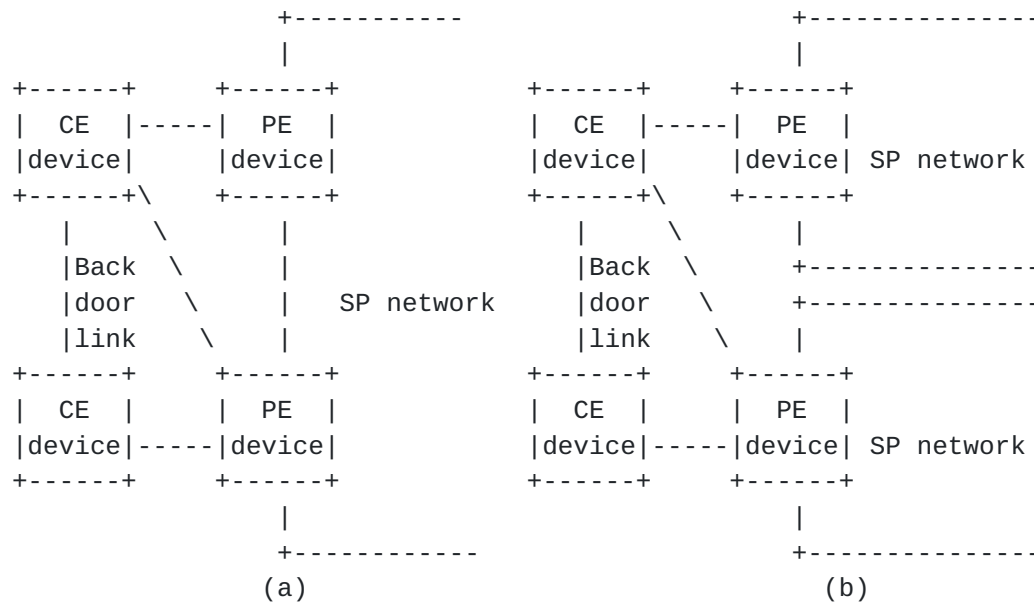 +-----------                    +---------------
                |                               |
+------+     +------+           +------+     +------+
|  CE  |-----|  PE  |           |  CE  |-----|  PE  |
|device|     |device|           |device|     |device| SP network
+------+\    +------+           +------+\    +------+
   |     \       |                 |     \       |
   |Back  \      |                 |Back  \      +---------------
   |door   \     |   SP network    |door   \     +---------------
   |link    \    |                 |link    \    |
+------+     +------+           +------+     +------+
|  CE  |     |  PE  |           |  CE  |     |  PE  |
|device|-----|device|           |device|-----|device| SP network
+------+     +------+           +------+     +------+
                |                               |
                +------------                   +---------------
               (a)                                (b)